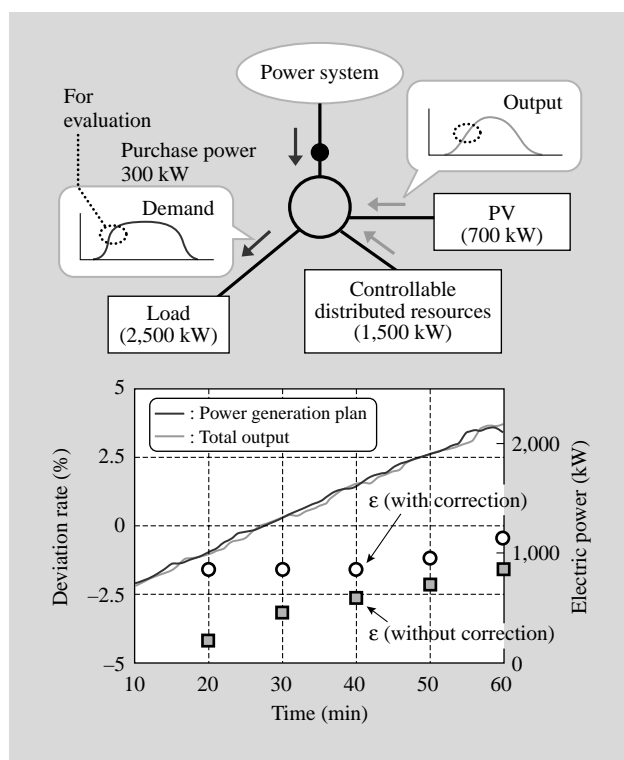 Power system
For
evaluation
Output
Purchase power
300 kW
Demand
PV
(700 kW)
Load
(2,500 kW)
Controllable
distributed resources
(1,500 kW)
5
2.5
0
–2.5
–5
Deviation rate (%)
: Power generation plan
: Total output
ε (with correction)
ε (without correction)
2,000
1,000
0
Electric power (kW)
10
20
30
40
50
60
Time (min)